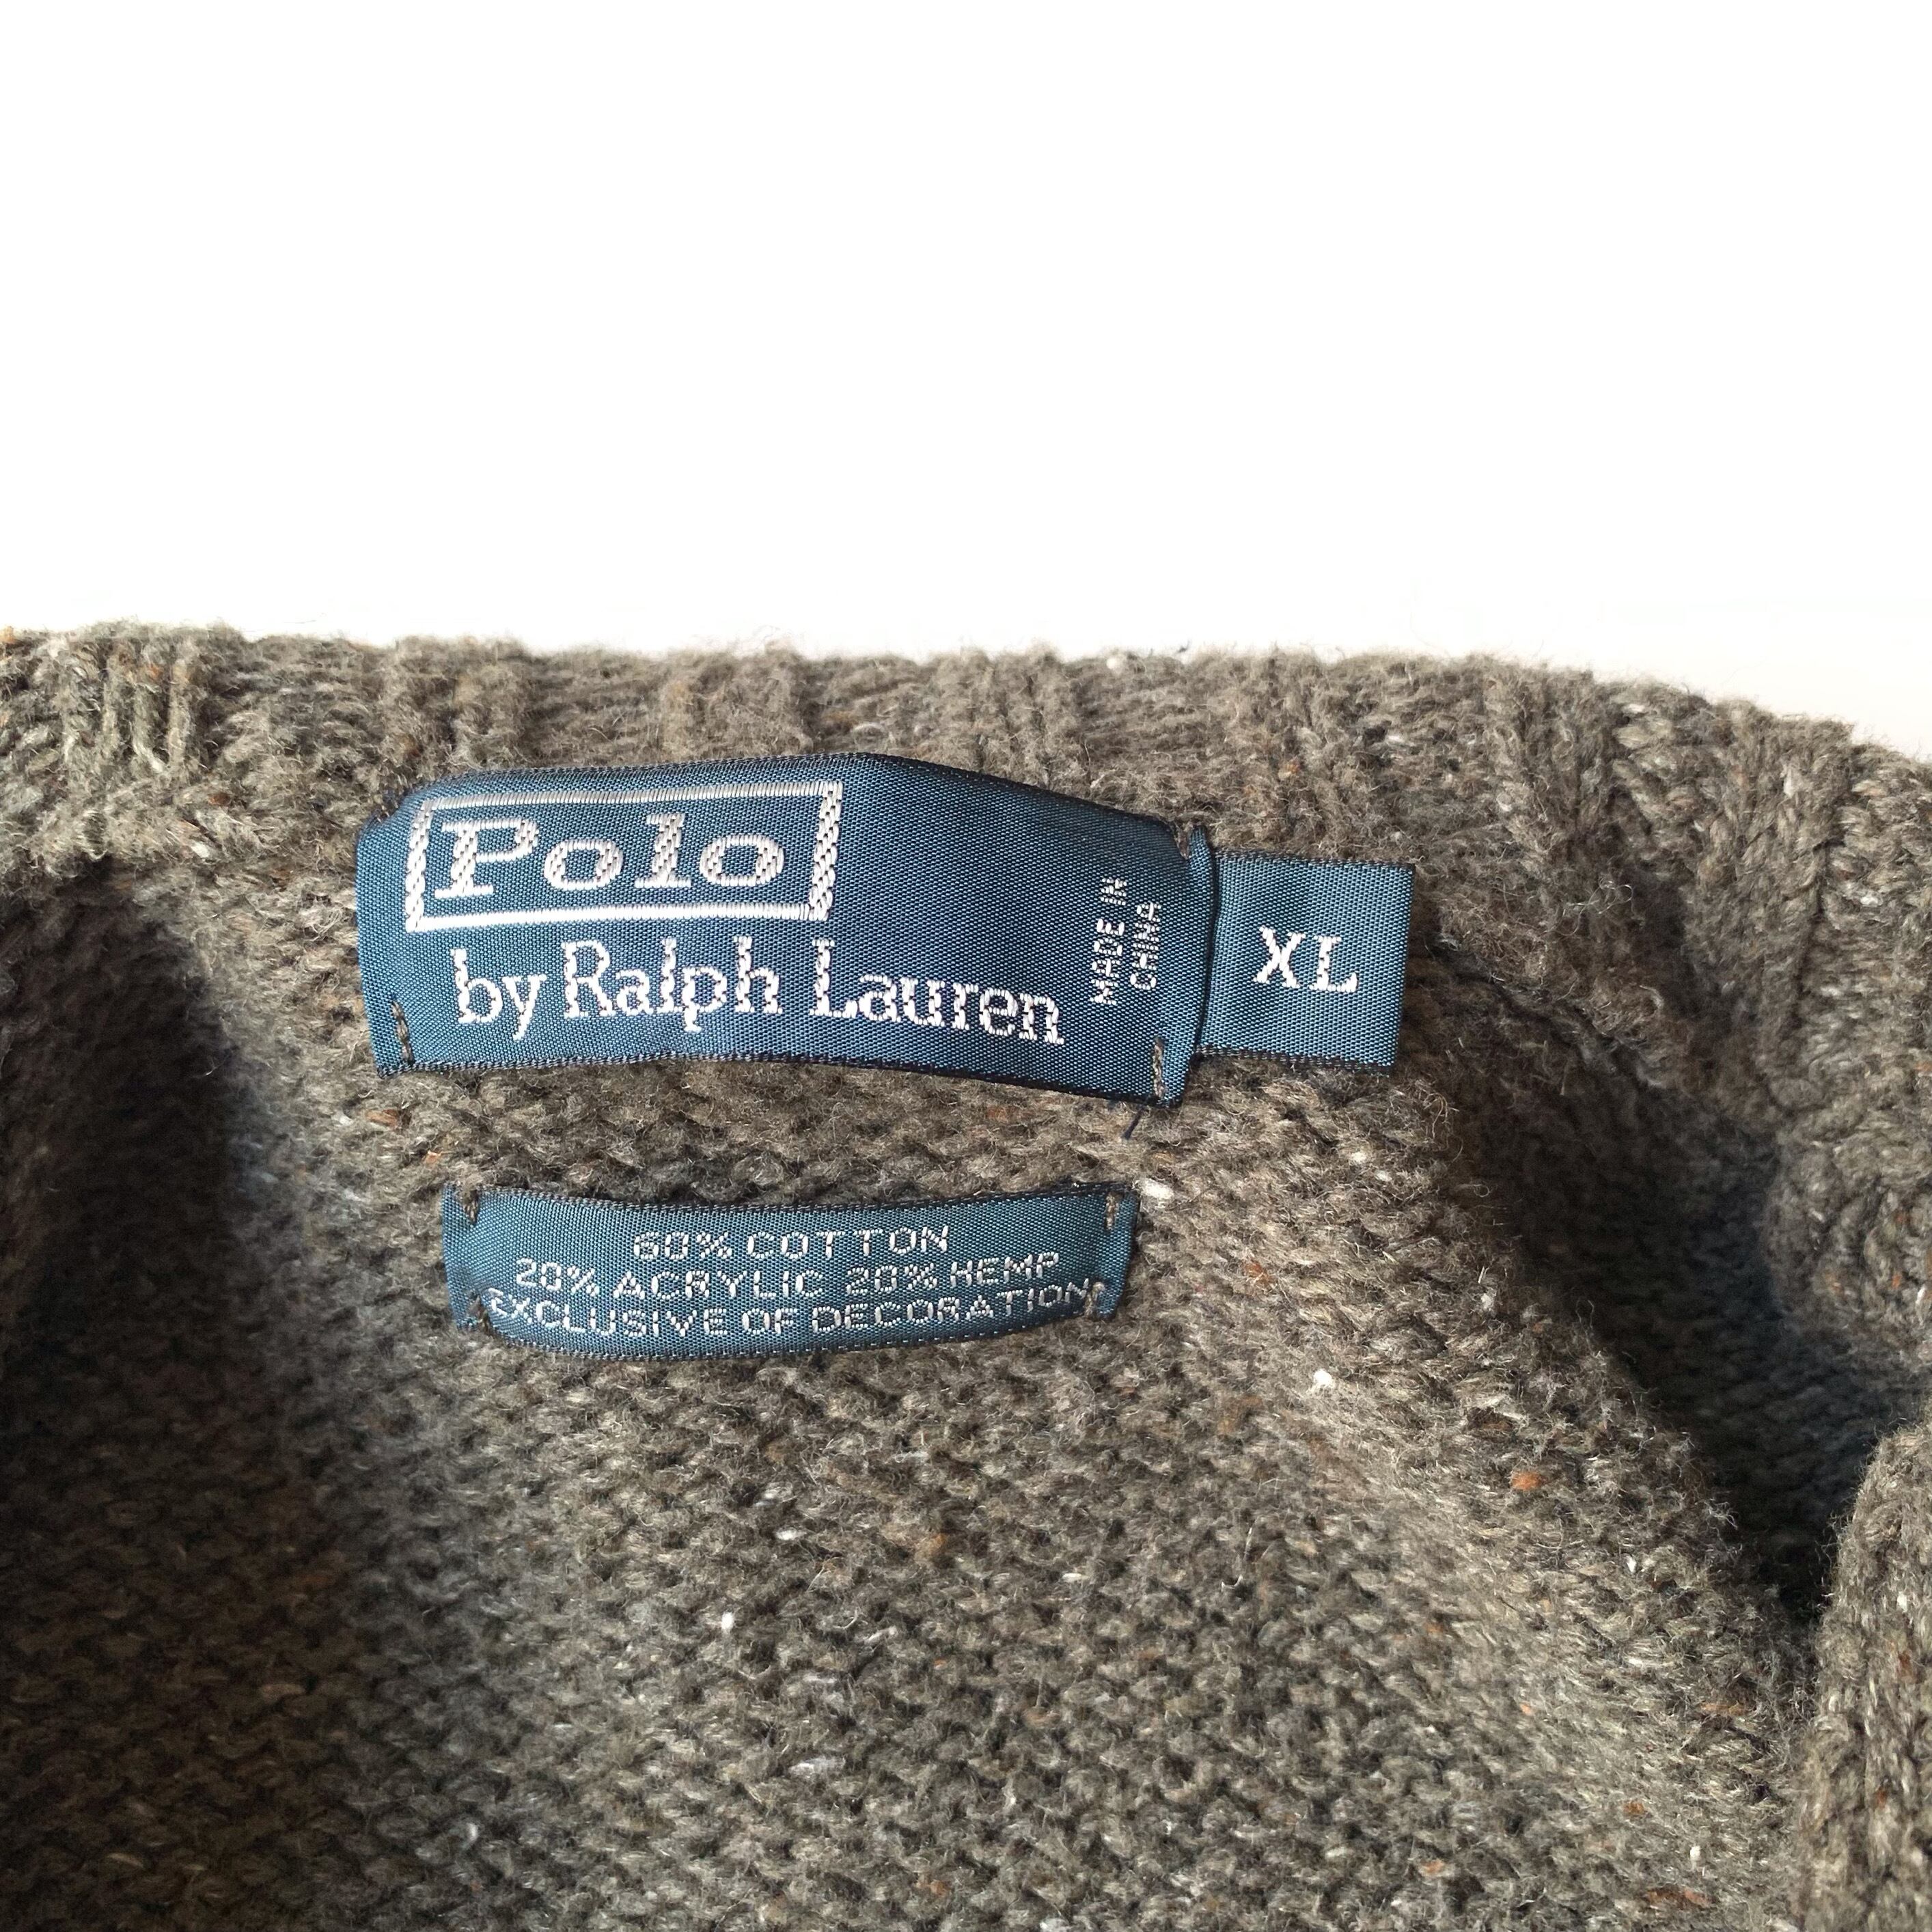 Polo
by Ralph Lauren
MADE IN
CHINA
XL
60% COTTON
20% ACRYLIC 20% HEMP
EXCLUSIVE OF DECORATION